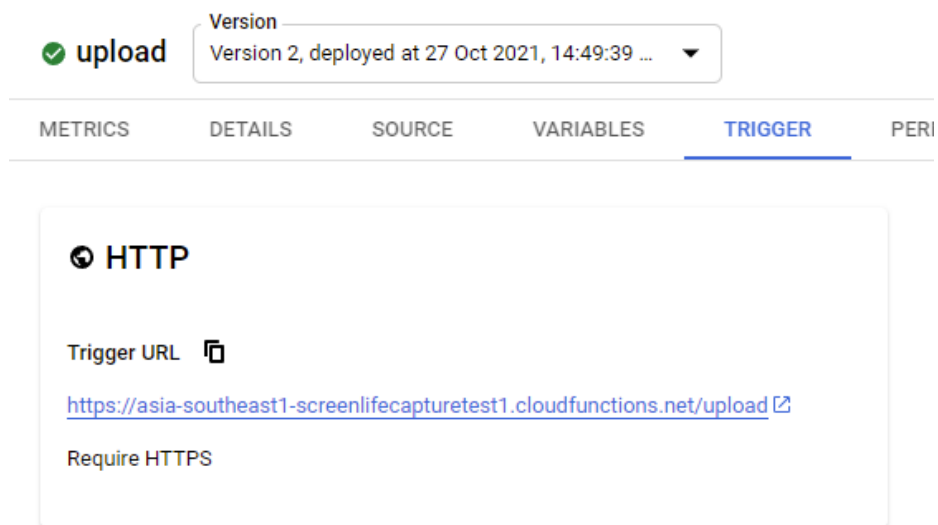 Version
upload
Version 2, deployed at 27 Oct 2021, 14:49:39 ...
METRICS DETAILS SOURCE VARIABLES TRIGGER PERI
HTTP
Trigger URL
https://asia-southeast1-screenlifecapturetest1.cloudfunctions.net/upload
Require HTTPS